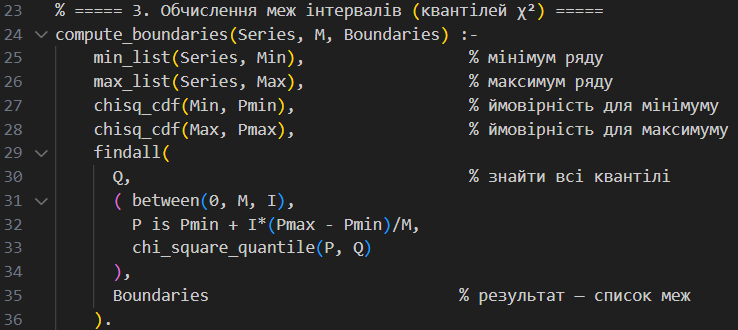 23 % ===== 3. Обчислення меж інтервалів (квантілей χ²) =====
24 compute_boundaries(Series, M, Boundaries) :-
25     min_list(Series, Min),                % мінімум ряду
26     max_list(Series, Max),                % максимум ряду
27     chisq_cdf(Min, Pmin),                 % ймовірність для мінімуму
28     chisq_cdf(Max, Pmax),                 % ймовірність для максимуму
29     findall(
30       Q,                                  % знайти всі квантілі
31       ( between(0, M, I),
32         P is Pmin + I*(Pmax - Pmin)/M,
33         chi_square_quantile(P, Q)
34       ),
35       Boundaries                         % результат — список меж
36     ).